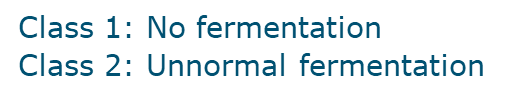 Class 1: No fermentation
Class 2: Unnormal fermentation